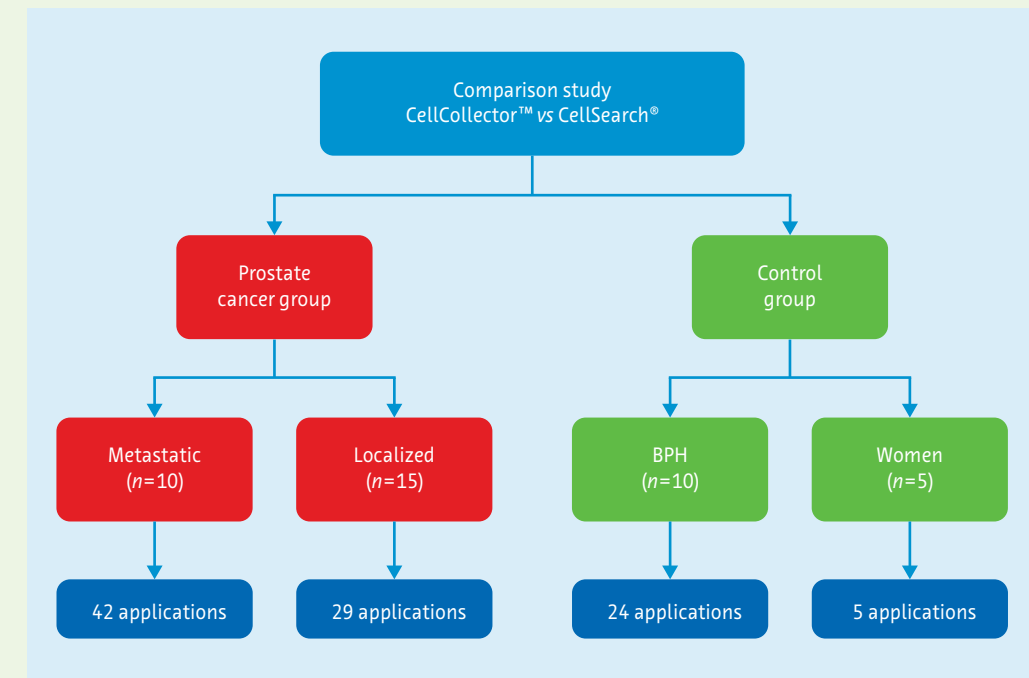 Comparison study
CellCollector™ vs CellSearch®
Prostate
cancer group
Control
group
Metastatic
(n=10)
Localized
(n=15)
BPH
(n=10)
Women
(n=5)
42 applications
29 applications
24 applications
5 applications